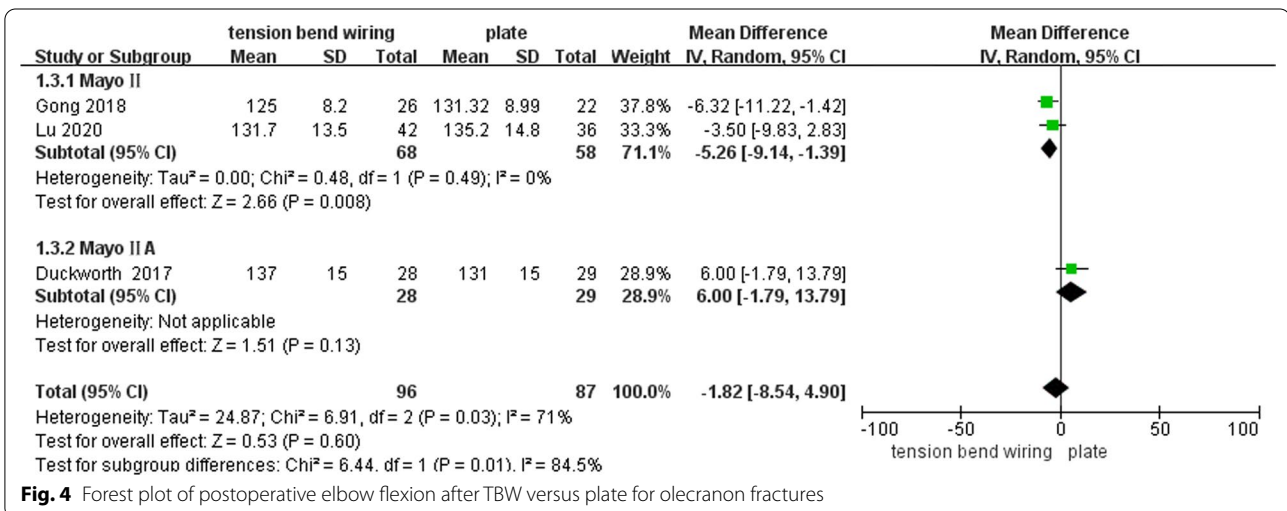 tension bend wiring plate Mean Difference Mean Difference
Study or Subgroup Mean SD Total Mean SD Total Weight IV, Random, 95% CI IV, Random, 95% CI
1.3.1 Mayo II
Gong 2018 125 8.2 26 131.32 8.99 22 37.8% -6.32 [-11.22, -1.42]
Lu 2020 131.7 13.5 42 135.2 14.8 36 33.3% -3.50 [-9.83, 2.83]
Subtotal (95% CI) 68 58 71.1% -5.26 [-9.14, -1.39]
Heterogeneity: Tau² = 0.00; Chi² = 0.48, df = 1 (P = 0.49); I² = 0%
Test for overall effect: Z = 2.66 (P = 0.008)
1.3.2 Mayo II A
Duckworth 2017 137 15 28 131 15 29 28.9% 6.00 [-1.79, 13.79]
Subtotal (95% CI) 28 29 28.9% 6.00 [-1.79, 13.79]
Heterogeneity: Not applicable
Test for overall effect: Z = 1.51 (P = 0.13)
Total (95% CI) 96 87 100.0% -1.82 [-8.54, 4.90]
Heterogeneity: Tau² = 24.87; Chi² = 6.91, df = 2 (P = 0.03); I² = 71%
Test for overall effect: Z = 0.53 (P = 0.60)
Test for subgroup differences: Chi² = 6.44, df = 1 (P = 0.01), I² = 84.5%
-100 -50 0 50 100
tension bend wiring plate
Fig. 4 Forest plot of postoperative elbow flexion after TBW versus plate for olecranon fractures